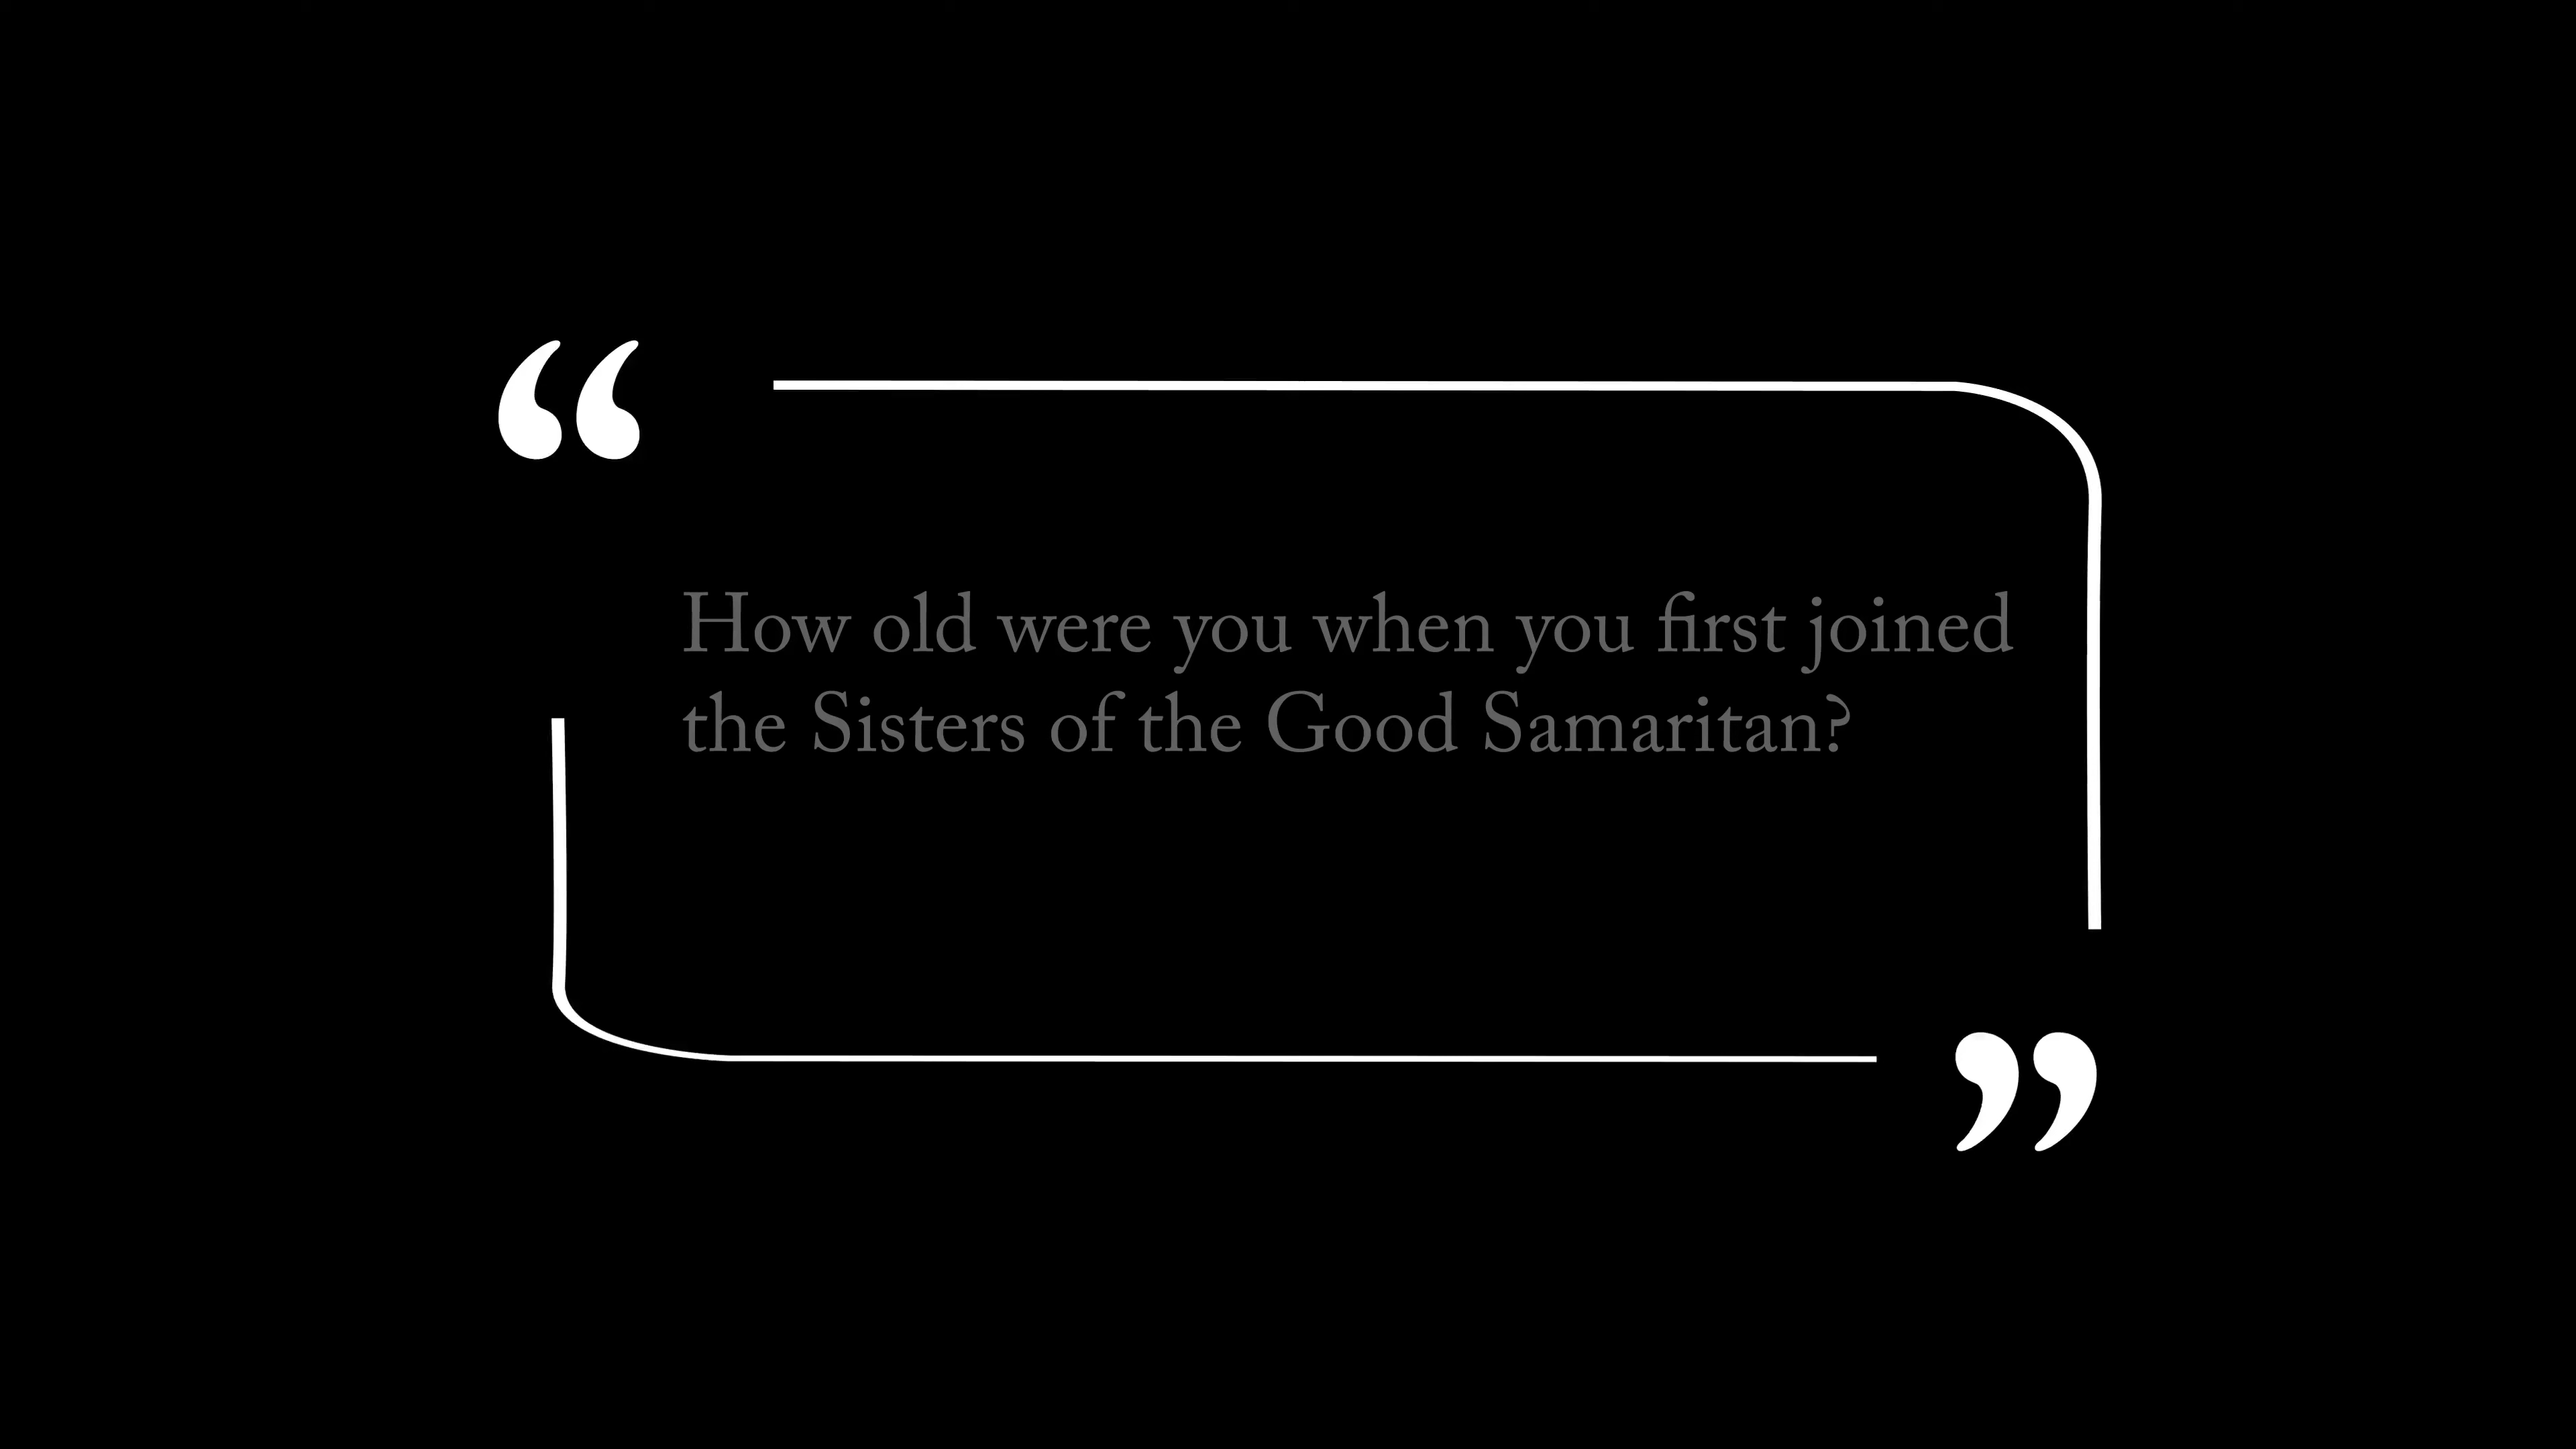 “
How old were you when you first joined
the Sisters of the Good Samaritan?
”